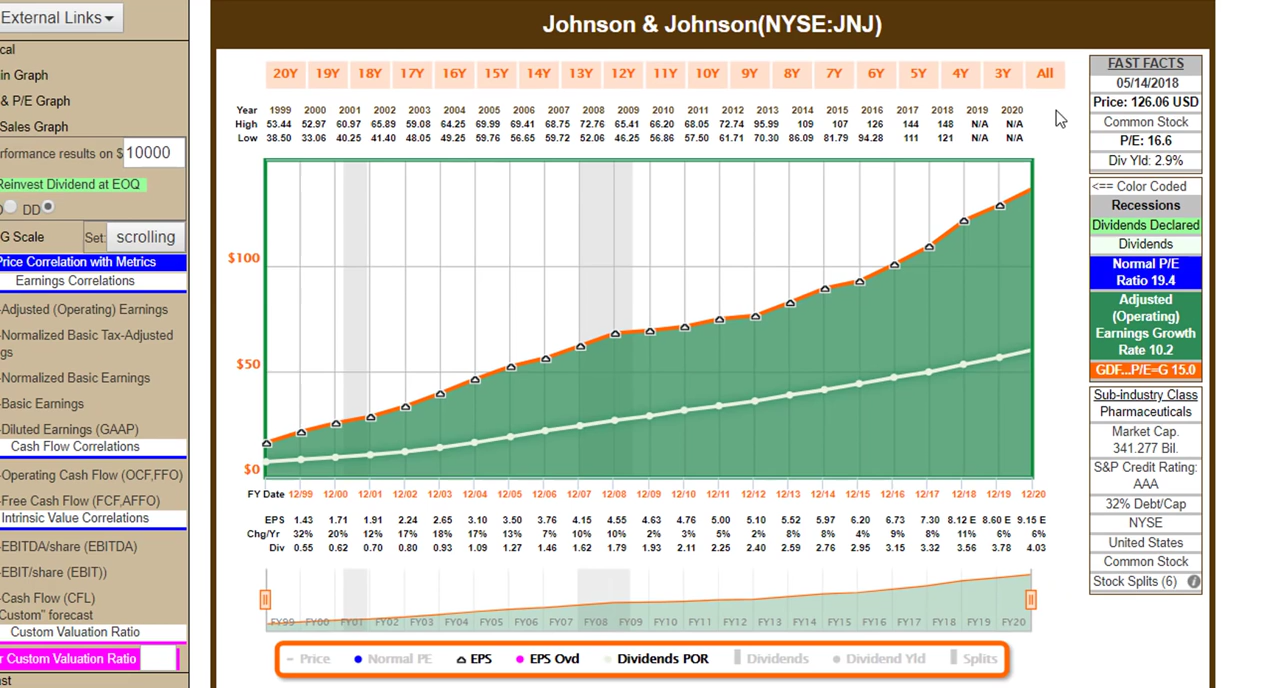 External Links
Johnson & Johnson(NYSE:JNJ)
cal
in Graph
& P/E Graph
Sales Graph
rformance results on $ 10000
Reinvest Dividend at EOQ
DD
G Scale Set: scrolling
Price Correlation with Metrics
Earnings Correlations
-Adjusted (Operating) Earnings
-Normalized Basic Tax-Adjusted
gs
-Normalized Basic Earnings
-Basic Earnings
-Diluted Earnings (GAAP)
Cash Flow Correlations
-Operating Cash Flow (OCF,FFO)
-Free Cash Flow (FCF,AFFO)
Intrinsic Value Correlations
-EBITDA/share (EBITDA)
-EBIT/share (EBIT))
-Cash Flow (CFL)
Custom" forecast
Custom Valuation Ratio
r Custom Valuation Ratio
ast
20Y 19Y 18Y 17Y 16Y 15Y 14Y 13Y 12Y 11Y 10Y 9Y 8Y 7Y 6Y 5Y 4Y 3Y All
Year 1999 2000 2001 2002 2003 2004 2005 2006 2007 2008 2009 2010 2011 2012 2013 2014 2015 2016 2017 2018 2019 2020
High 53.44 52.97 60.97 65.89 59.08 64.25 69.99 69.41 68.75 72.76 65.41 66.20 68.05 72.74 95.99 109 107 126 144 148 N/A N/A
Low 38.50 33.06 40.25 41.40 48.05 49.25 59.76 56.65 59.72 52.06 46.25 56.86 57.50 61.71 70.30 86.09 81.79 94.28 111 121 N/A N/A
$100
$50
$0
FY Date 12/99 12/00 12/01 12/02 12/03 12/04 12/05 12/06 12/07 12/08 12/09 12/10 12/11 12/12 12/13 12/14 12/15 12/16 12/17 12/18 12/19 12/20
EPS 1.43 1.71 1.91 2.24 2.65 3.10 3.50 3.76 4.15 4.55 4.63 4.76 5.00 5.10 5.52 5.97 6.20 6.73 7.30 8.12 E 8.60 E 9.15 E
Chg/Yr 32% 20% 12% 17% 18% 17% 13% 7% 10% 10% 2% 3% 5% 2% 8% 8% 4% 9% 8% 11% 6% 6%
Div 0.55 0.62 0.70 0.80 0.93 1.09 1.27 1.46 1.62 1.79 1.93 2.11 2.25 2.40 2.59 2.76 2.95 3.15 3.32 3.56 3.78 4.03
FY99 FY00 FY01 FY02 FY03 FY04 FY05 FY06 FY07 FY08 FY09 FY10 FY11 FY12 FY13 FY14 FY15 FY16 FY17 FY18 FY19 FY20
Price Normal PE EPS EPS Ovd Dividends POR Dividends Dividend Yld Splits
FAST FACTS
05/14/2018
Price: 126.06 USD
Common Stock
P/E: 16.6
Div Yld: 2.9%
<== Color Coded
Recessions
Dividends Declared
Dividends
Normal P/E
Ratio 19.4
Adjusted
(Operating)
Earnings Growth
Rate 10.2
GDF...P/E=G 15.0
Sub-industry Class
Pharmaceuticals
Market Cap.
341.277 Bil.
S&P Credit Rating:
AAA
32% Debt/Cap
NYSE
United States
Common Stock
Stock Splits (6) i